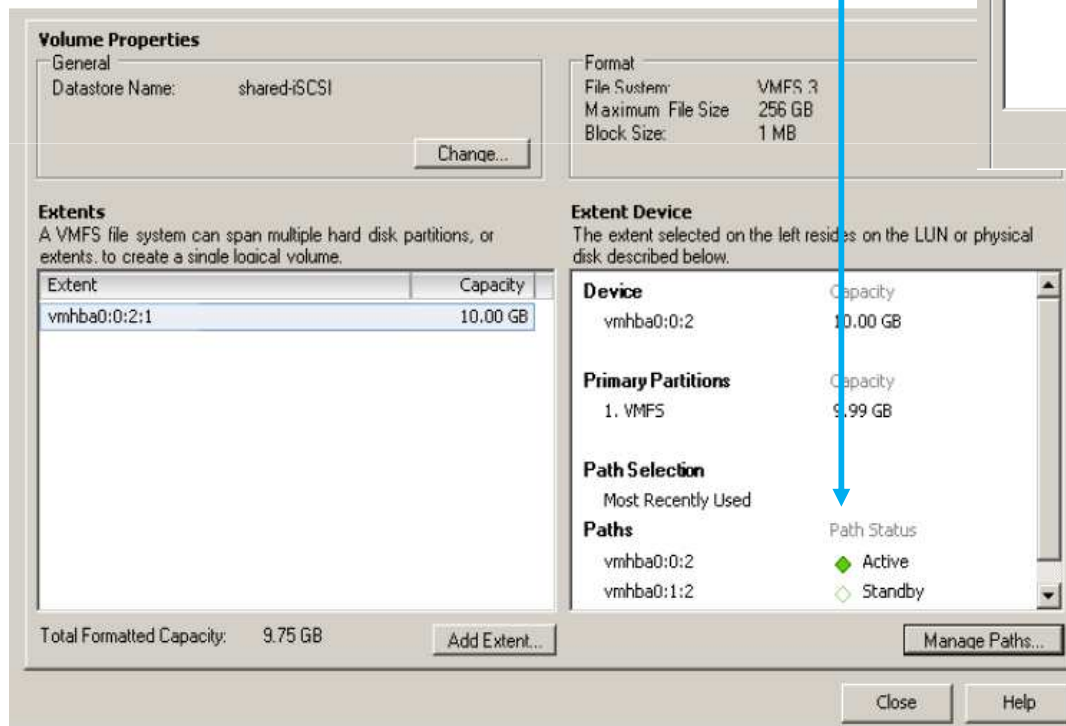 Volume Properties
General
Datastore Name: shared-iSCSI
Change...
Format
File System: VMFS 3
Maximum File Size 256 GB
Block Size: 1 MB
Extents
A VMFS file system can span multiple hard disk partitions, or
extents, to create a single logical volume.
Extent Capacity
vmhba0:0:2:1 10.00 GB
Total Formatted Capacity: 9.75 GB
Add Extent...
Extent Device
The extent selected on the left resides on the LUN or physical
disk described below.
Device Capacity
vmhba0:0:2 10.00 GB
Primary Partitions Capacity
1. VMFS 9.99 GB
Path Selection
Most Recently Used
Paths Path Status
vmhba0:0:2 Active
vmhba0:1:2 Standby
Manage Paths...
Close Help